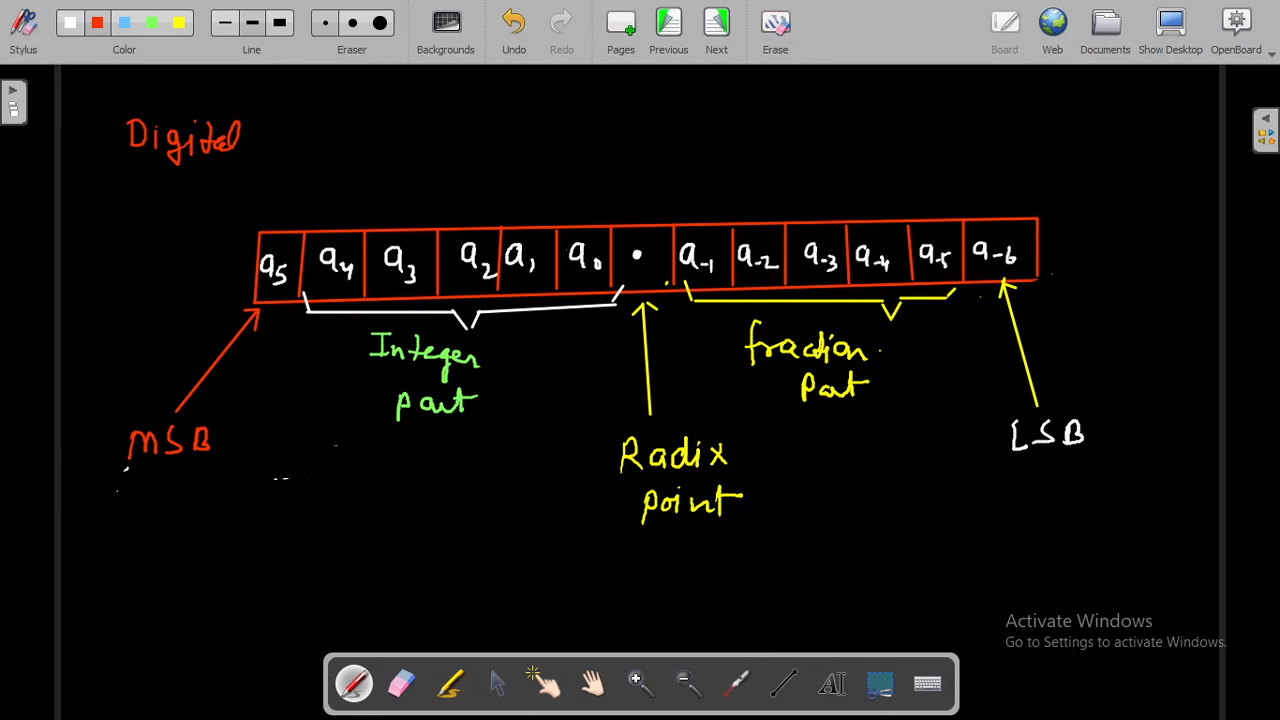 Stylus Color Line Eraser Backgrounds Undo Redo Pages Previous Next Erase Board Web Documents Show Desktop OpenBoard
Digital
a5 a4 a3 a2 a1 a0 • a-1 a-2 a-3 a-4 a-5 a-6
Integer
part
fraction
Part
MSB
Radix
point
LSB
Activate Windows
Go to Settings to activate Windows.
AI